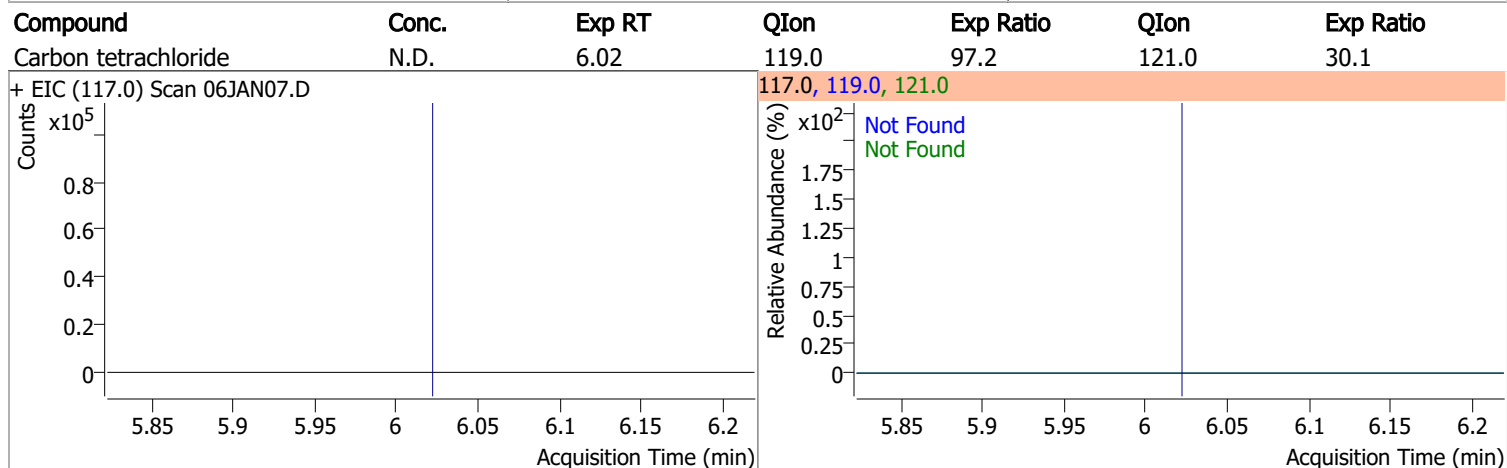 Compound Conc. Exp RT QIon Exp Ratio QIon Exp Ratio
Carbon tetrachloride N.D. 6.02 119.0 97.2 121.0 30.1
+ EIC (117.0) Scan 06JAN07.D
Counts
x10⁵
0.8
0.6
0.4
0.2
0
5.85 5.9 5.95 6 6.05 6.1 6.15 6.2
Acquisition Time (min)
117.0, 119.0, 121.0
Relative Abundance (%)
x10²
Not Found
Not Found
1.75
1.5
1.25
1
0.75
0.5
0.25
0
5.85 5.9 5.95 6 6.05 6.1 6.15 6.2
Acquisition Time (min)